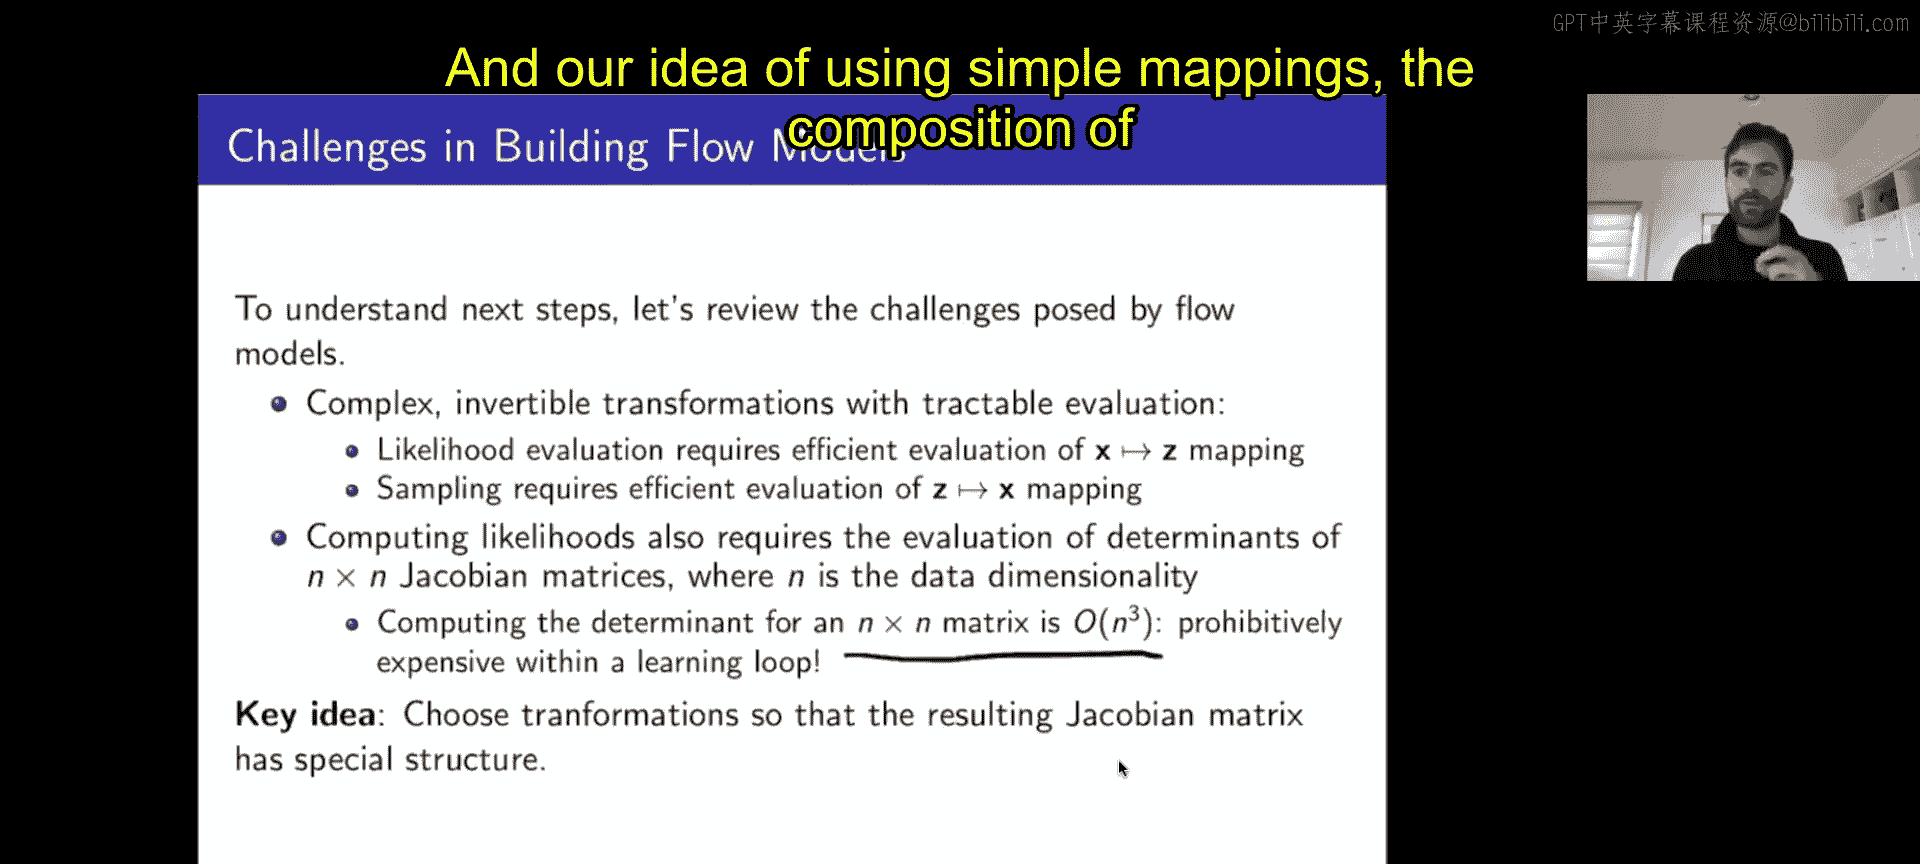 GPT中英字幕课程资源@bilibili.com
And our idea of using simple mappings, the
composition of
Challenges in Building Flow Models
To understand next steps, let's review the challenges posed by flow
models.
Complex, invertible transformations with tractable evaluation:
Likelihood evaluation requires efficient evaluation of x ↦ z mapping
Sampling requires efficient evaluation of z ↦ x mapping
Computing likelihoods also requires the evaluation of determinants of
n × n Jacobian matrices, where n is the data dimensionality
Computing the determinant for an n × n matrix is O(n³): prohibitively
expensive within a learning loop!
Key idea: Choose tranformations so that the resulting Jacobian matrix
has special structure.